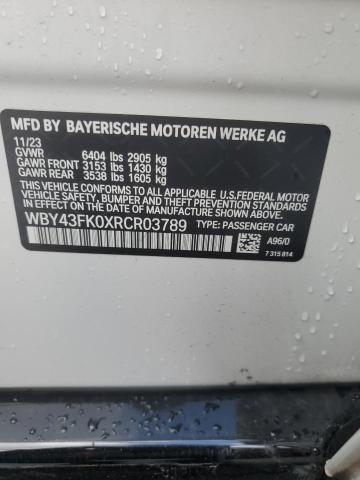 MFD BY BAYERISCHE MOTOREN WERKE AG
11/23
GVWR 6404 lbs 2905 kg
GAWR FRONT 3153 lbs 1430 kg
GAWR REAR 3538 lbs 1605 kg
THIS VEHICLE CONFORMS TO ALL APPLICABLE U.S.FEDERAL MOTOR
VEHICLE SAFETY, BUMPER AND THEFT PREVENTION STANDARDS
IN EFFECT ON THE DATE OF MANUFACTURE SHOWN ABOVE.
WBY43FK0XRCR03789 TYPE: PASSENGER CAR
A96/0
7 315 814